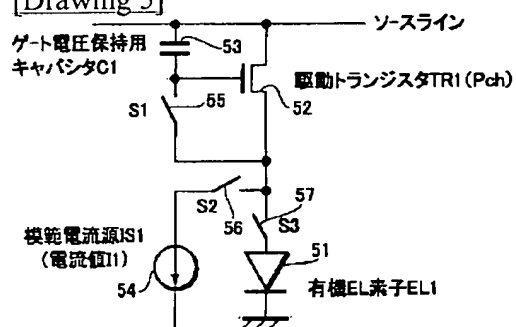 [Drawing 5]
ソースライン
ゲート電圧保持用
キャパシタC1
53
駆動トランジスタTR1(Pch)
52
S1
55
57
S2
56
S3
模範電流源IS1
(電流値I1)
54
51
有機EL素子EL1